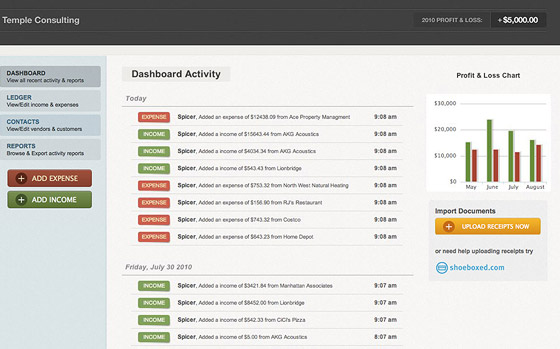 Temple Consulting
2010 PROFIT & LOSS:
+$5,000.00
DASHBOARD
View all recent activity & reports
LEDGER
View/Edit income & expenses
CONTACTS
View/Edit vendors & customers
REPORTS
Browse & Export activity reports
ADD EXPENSE
ADD INCOME
Dashboard Activity
Today
EXPENSE Spicer, Added an expense of $12438.09 from Ace Property Managment 9:08 am
INCOME Spicer, Added a income of $15643.44 from AKG Acoustics 9:08 am
INCOME Spicer, Added a income of $4034.34 from AKG Acoustics 9:08 am
INCOME Spicer, Added a income of $543.43 from Lionbridge 9:08 am
EXPENSE Spicer, Added an expense of $753.32 from North West Natural Heating 9:08 am
EXPENSE Spicer, Added an expense of $156.90 from RJ's Restaurant 9:08 am
EXPENSE Spicer, Added an expense of $743.32 from Costco 9:08 am
EXPENSE Spicer, Added an expense of $643.23 from Home Depot 9:08 am
Friday, July 30 2010
INCOME Spicer, Added a income of $3421.84 from Manhattan Associates 9:07 am
INCOME Spicer, Added a income of $8452.00 from Lionbridge 9:07 am
INCOME Spicer, Added a income of $542.33 from CiCi's Pizza 9:07 am
INCOME Spicer, Added a income of $5.00 from AKG Acoustics 8:07 am
Profit & Loss Chart
$30,000
$20,000
$10,000
$0
May June July August
Import Documents
UPLOAD RECEIPTS NOW
or need help uploading receipts try
shoeboxed.com